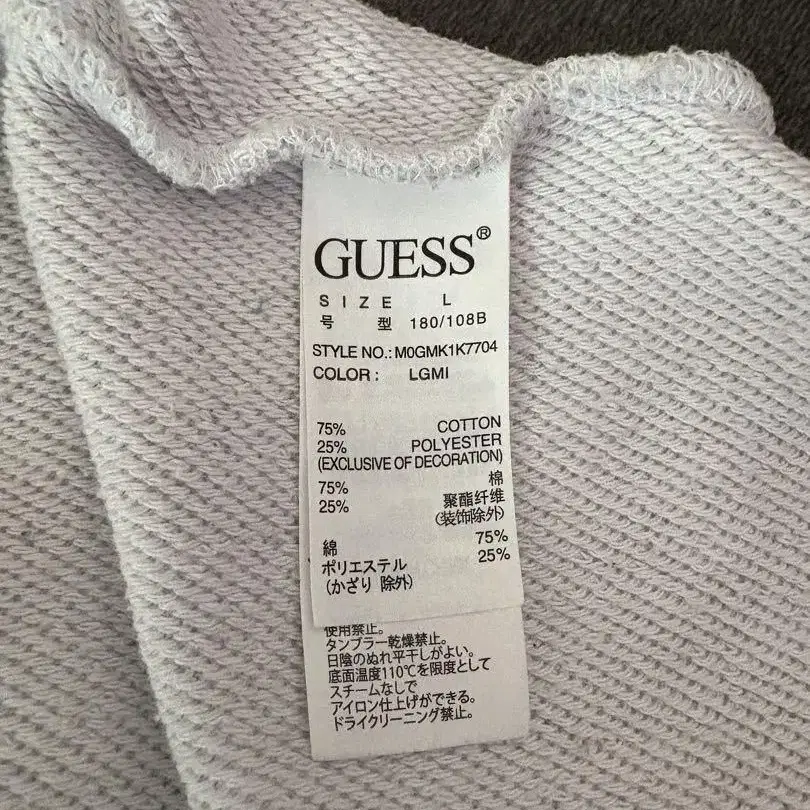 GUESS®
SIZE L
号 型 180/108B
STYLE NO.: M0GMK1K7704
COLOR: LGMI
75% COTTON
25% POLYESTER
(EXCLUSIVE OF DECORATION)
75% 棉
25% 聚酯纤维
(装饰除外)
綿 75%
ポリエステル 25%
(かざり 除外)
使用禁止。
タンブラー乾燥禁止。
日陰のぬれ平干しがよい。
底面温度110℃を限度として
スチームなしで
アイロン仕上げができる。
ドライクリーニング禁止。